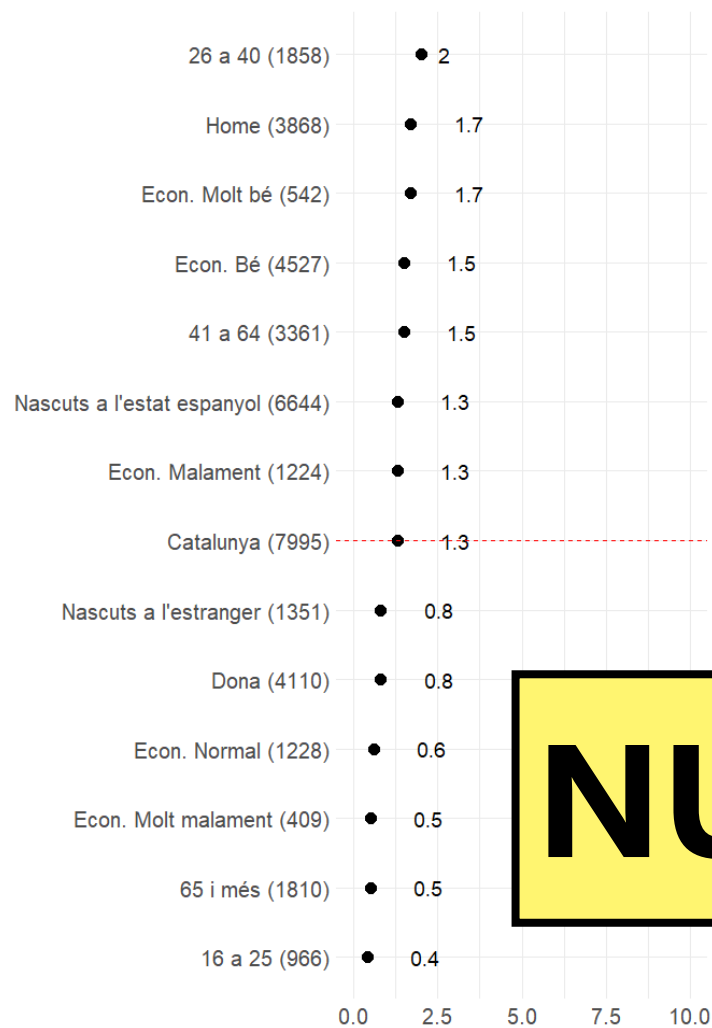 26 a 40 (1858) 2
Home (3868) 1.7
Econ. Molt bé (542) 1.7
Econ. Bé (4527) 1.5
41 a 64 (3361) 1.5
Nascuts a l'estat espanyol (6644) 1.3
Econ. Malament (1224) 1.3
Catalunya (7995) 1.3
Nascuts a l'estranger (1351) 0.8
Dona (4110) 0.8
Econ. Normal (1228) 0.6
NU
Econ. Molt malament (409) 0.5
65 i més (1810) 0.5
16 a 25 (966) 0.4
0.0 2.5 5.0 7.5 10.0